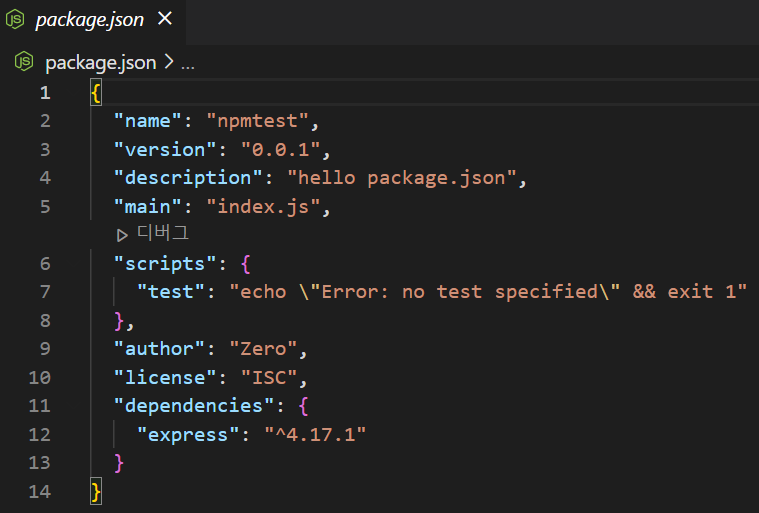 package.json
package.json > ...
1 {
2 "name": "npmtest",
3 "version": "0.0.1",
4 "description": "hello package.json",
5 "main": "index.js",
디버그
6 "scripts": {
7 "test": "echo \"Error: no test specified\" && exit 1"
8 },
9 "author": "Zero",
10 "license": "ISC",
11 "dependencies": {
12 "express": "^4.17.1"
13 }
14 }